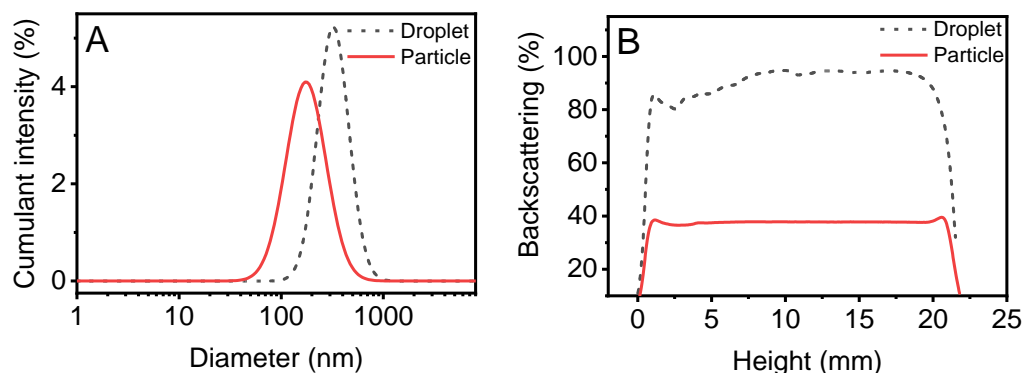 A
Droplet
Particle
Cumulant intensity (%)
4
2
0
1
10
100
1000
Diameter (nm)
B
Droplet
Particle
Backscattering (%)
100
80
60
40
20
0
5
10
15
20
25
Height (mm)